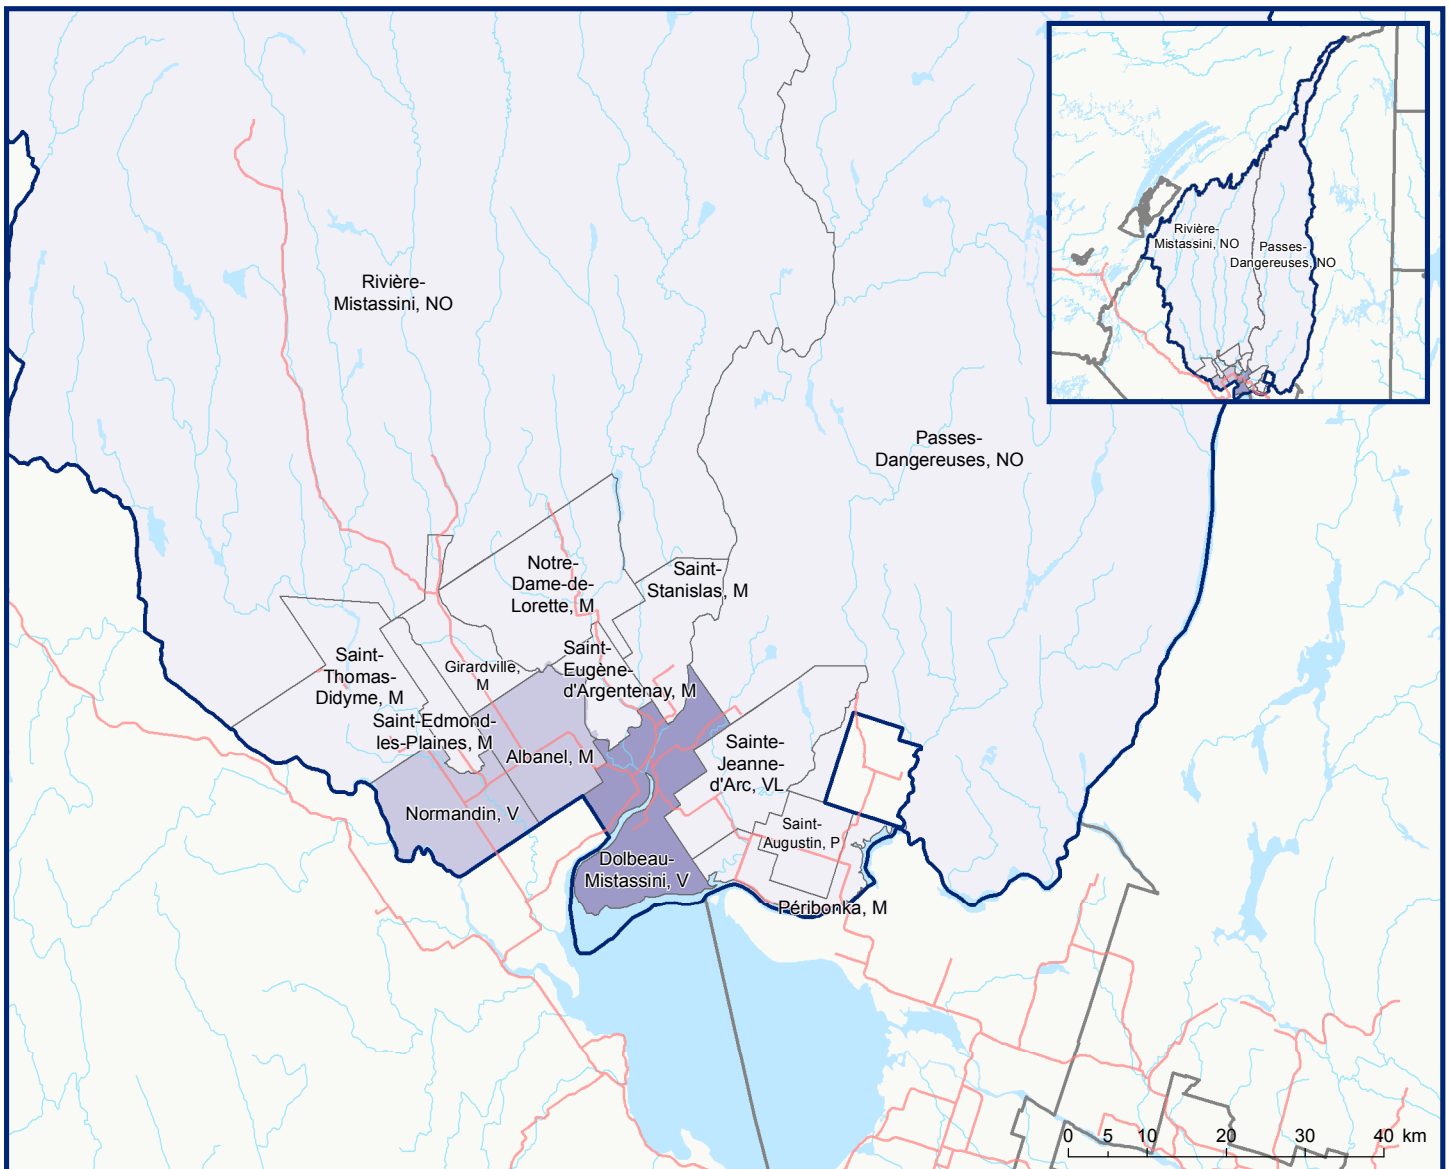 Rivière-
Mistassini, NO
Passes-
Dangereuses, NO
Rivière-
Mistassini, NO
Passes-
Dangereuses, NO
Notre-
Dame-de-
Lorette, M
Saint-
Stanislas, M
Saint-
Thomas-
Didyme, M
Girardville,
M
Saint-
Eugène-
d'Argentenay, M
Saint-Edmond-
les-Plaines, M
Albanel, M
Sainte-
Jeanne-
d'Arc, VL
Normandin, V
Saint-
Augustin, P
Dolbeau-
Mistassini, V
Péribonka, M
0 5 10 20 30 40 km